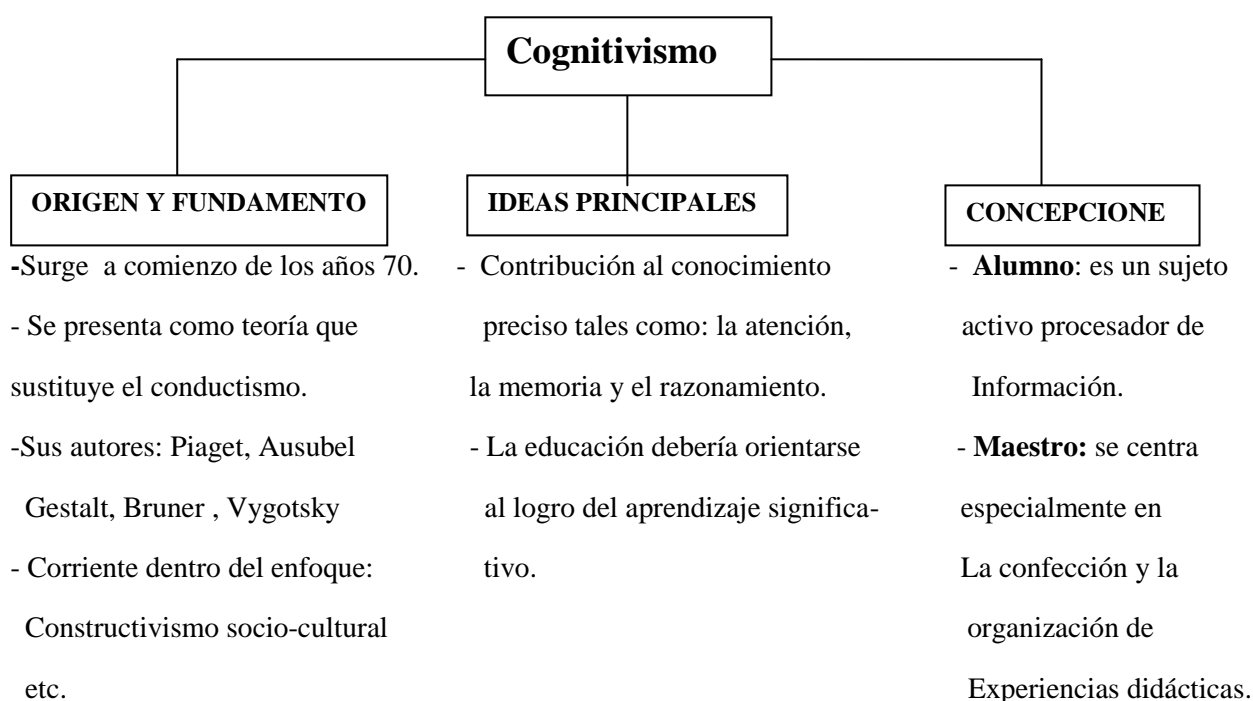 Cognitivismo
ORIGEN Y FUNDAMENTO
-Surge a comienzo de los años 70.
- Se presenta como teoría que
sustituye el conductismo.
-Sus autores: Piaget, Ausubel
Gestalt, Bruner , Vygotsky
- Corriente dentro del enfoque:
Constructivismo socio-cultural
etc.
IDEAS PRINCIPALES
- Contribución al conocimiento
preciso tales como: la atención,
la memoria y el razonamiento.
- La educación debería orientarse
al logro del aprendizaje significa-
tivo.
CONCEPCIONE
- Alumno: es un sujeto
activo procesador de
Información.
- Maestro: se centra
especialmente en
La confección y la
organización de
Experiencias didácticas.